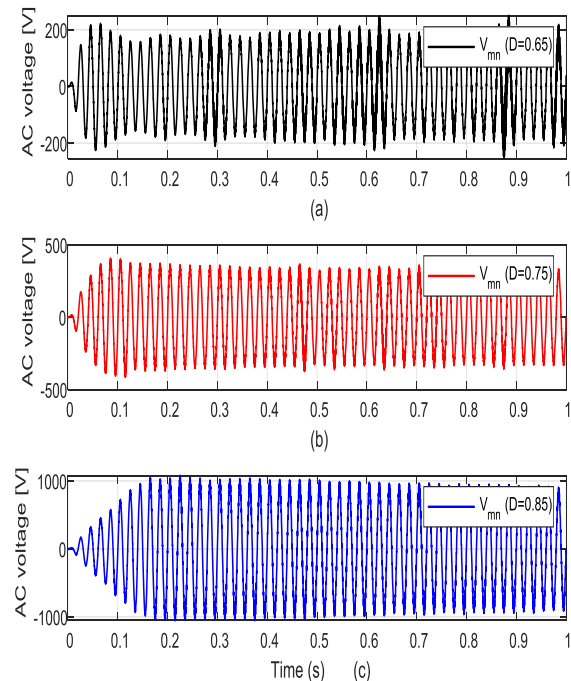 AC voltage [V]
200
0
-200
V_mn (D=0.65)
0 0.1 0.2 0.3 0.4 0.5 0.6 0.7 0.8 0.9 1
(a)
AC voltage [V]
500
0
-500
V_mn (D=0.75)
0 0.1 0.2 0.3 0.4 0.5 0.6 0.7 0.8 0.9 1
(b)
AC voltage [V]
1000
0
-1000
V_mn (D=0.85)
0 0.1 0.2 0.3 0.4 0.5 0.6 0.7 0.8 0.9 1
Time (s) (c)